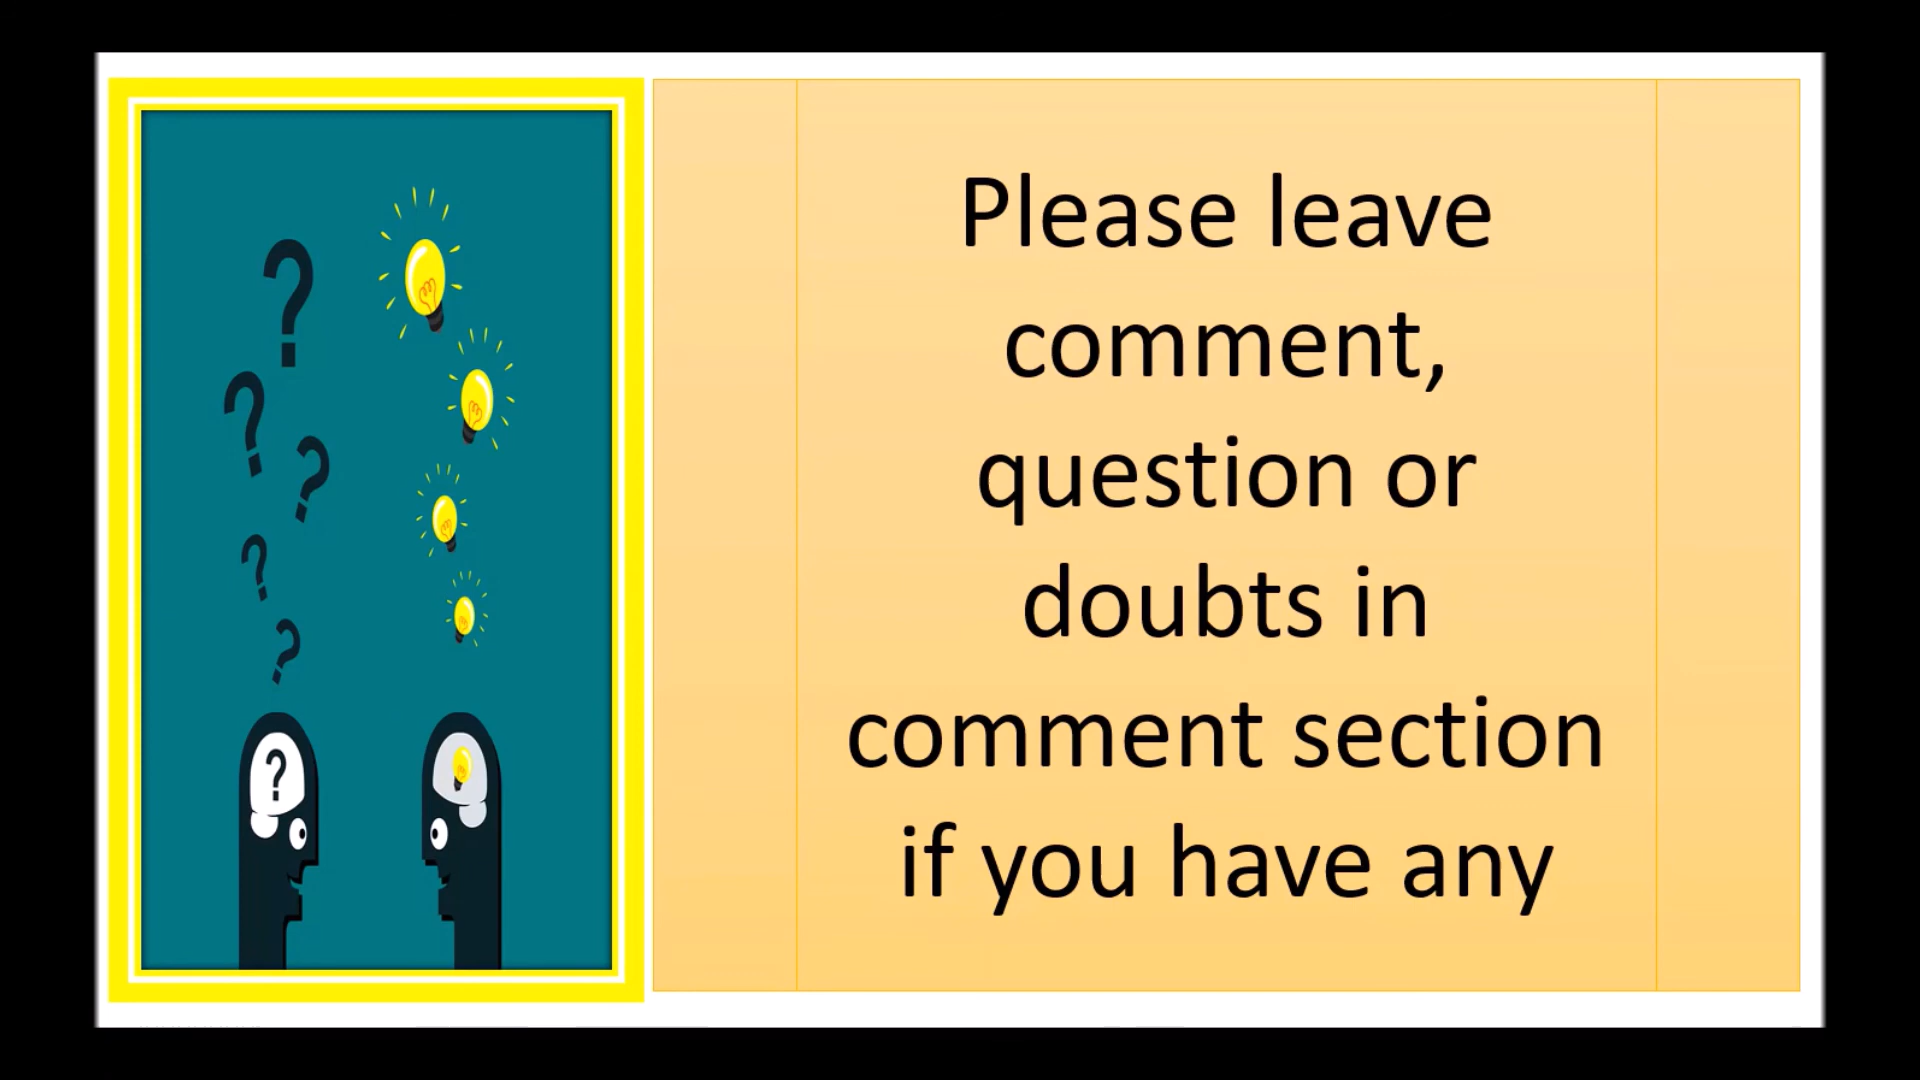 Please leave
comment,
question or
doubts in
comment section
if you have any